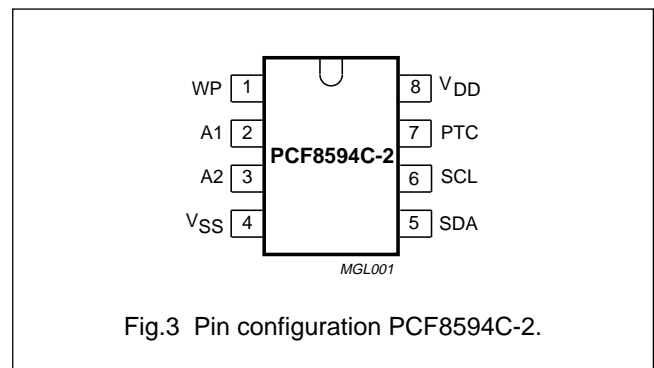 WP 1 8 VDD
A1 2 7 PTC
PCF8594C-2
A2 3 6 SCL
VSS 4 5 SDA
MGL001
Fig.3 Pin configuration PCF8594C-2.